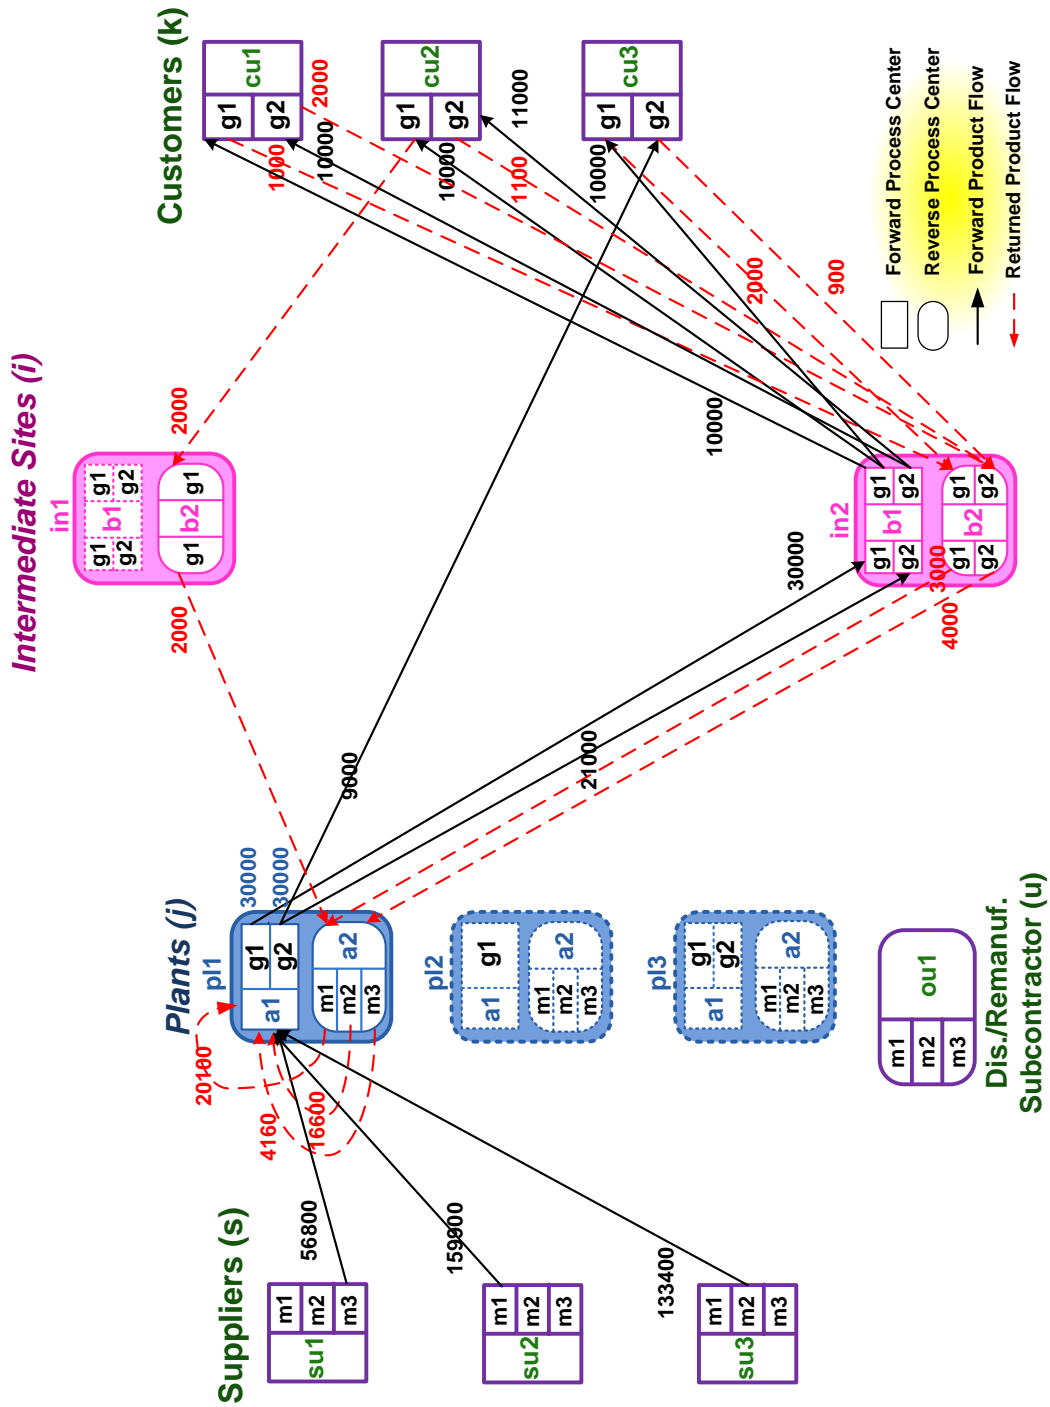 Suppliers (s)
su1
m1
m2
m3
su2
m1
m2
m3
su3
m1
m2
m3
56800
159900
133400
Plants (j)
pl1
a1
g1
g2
30000
30000
m1
m2
m3
a2
20100
4160
16600
pl2
a1
g1
m1
m2
m3
a2
pl3
a1
g1
g2
m1
m2
m3
a2
m1
m2
m3
ou1
Dis./Remanuf.
Subcontractor (u)
Intermediate Sites (i)
in1
g1
g2
b1
g1
g2
g1
b2
g1
2000
2000
9000
21000
30000
in2
g1
g2
b1
g1
g2
g1
g2
b2
g1
g2
3000
4000
10000
Customers (k)
g1
g2
cu1
g1
g2
cu2
g1
g2
cu3
1000
10000
2000
10000
1100
11000
10000
2000
900
Forward Process Center
Reverse Process Center
Forward Product Flow
Returned Product Flow